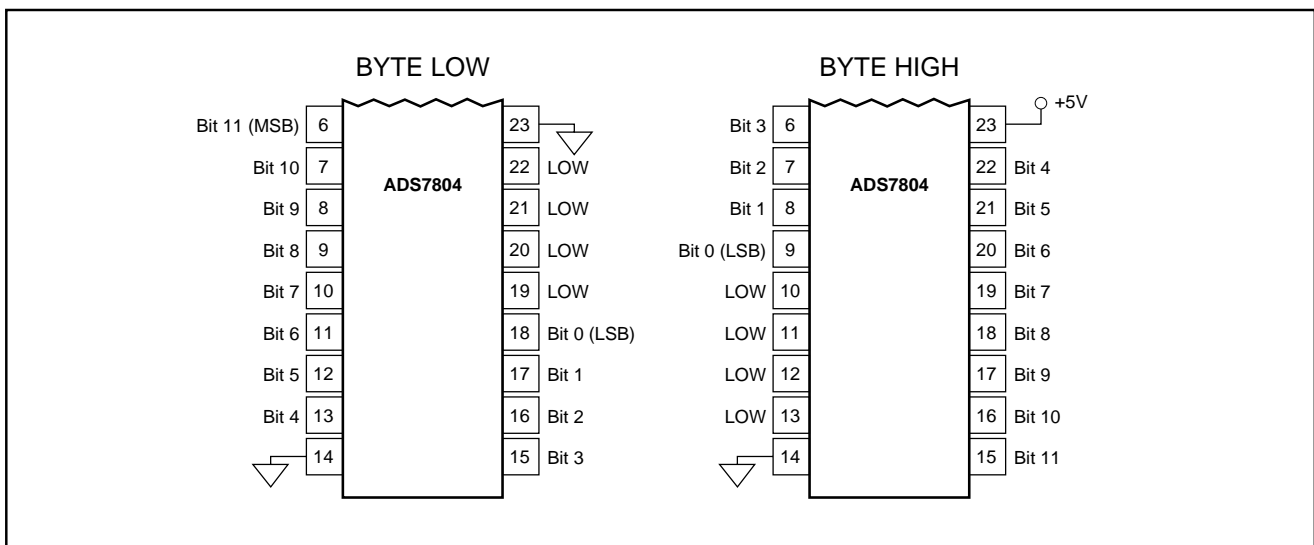 BYTE LOW
Bit 11 (MSB) 6 23
Bit 10 7 ADS7804 22 LOW
Bit 9 8 21 LOW
Bit 8 9 20 LOW
Bit 7 10 19 LOW
Bit 6 11 18 Bit 0 (LSB)
Bit 5 12 17 Bit 1
Bit 4 13 16 Bit 2
14 15 Bit 3
BYTE HIGH
+5V
Bit 3 6 23
Bit 2 7 ADS7804 22 Bit 4
Bit 1 8 21 Bit 5
Bit 0 (LSB) 9 20 Bit 6
LOW 10 19 Bit 7
LOW 11 18 Bit 8
LOW 12 17 Bit 9
LOW 13 16 Bit 10
14 15 Bit 11